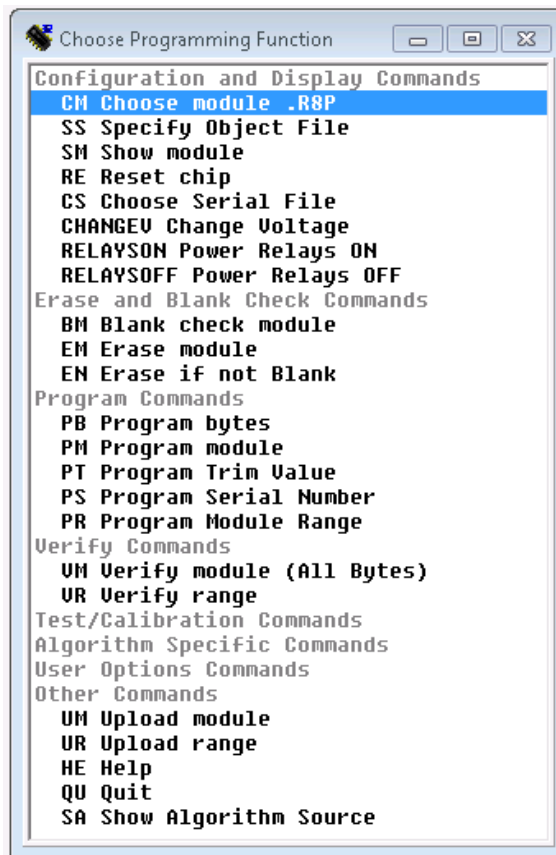 Choose Programming Function
Configuration and Display Commands
CM Choose module .R8P
SS Specify Object File
SM Show module
RE Reset chip
CS Choose Serial File
CHANGEV Change Voltage
RELAYSON Power Relays ON
RELAYSOFF Power Relays OFF
Erase and Blank Check Commands
BM Blank check module
EM Erase module
EN Erase if not Blank
Program Commands
PB Program bytes
PM Program module
PT Program Trim Value
PS Program Serial Number
PR Program Module Range
Verify Commands
VM Verify module (All Bytes)
VR Verify range
Test/Calibration Commands
Algorithm Specific Commands
User Options Commands
Other Commands
UM Upload module
UR Upload range
HE Help
QU Quit
SA Show Algorithm Source